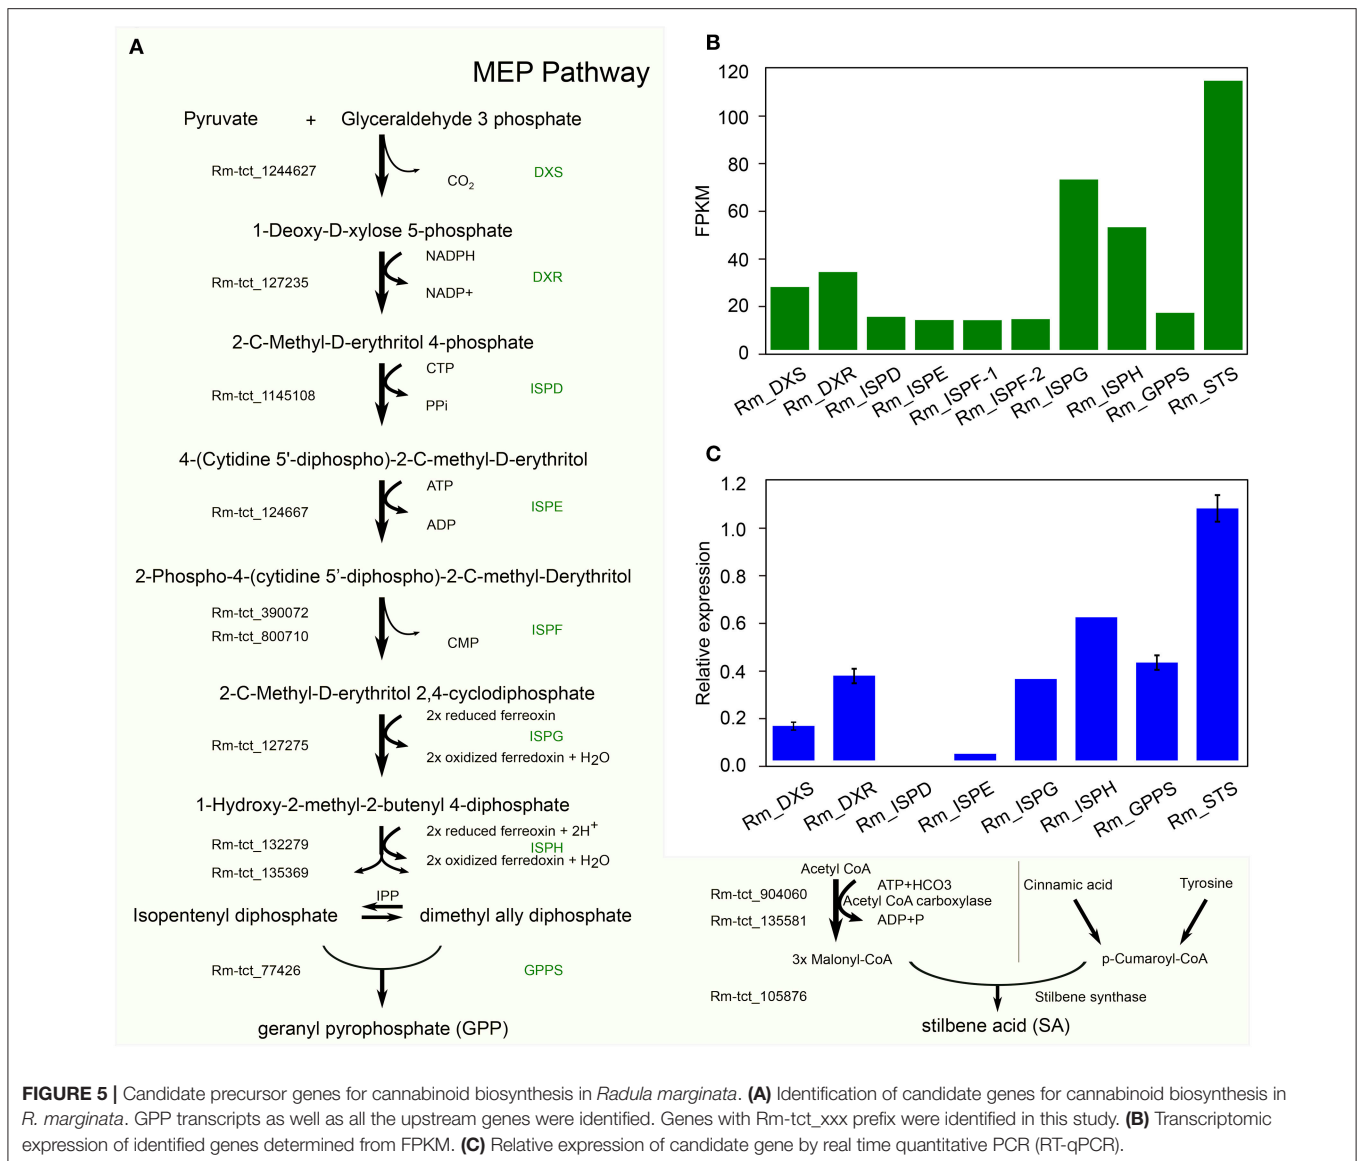 A
MEP Pathway
Pyruvate + Glyceraldehyde 3 phosphate
Rm-tct_1244627
CO2
DXS
1-Deoxy-D-xylose 5-phosphate
NADPH
Rm-tct_127235
DXR
NADP+
2-C-Methyl-D-erythritol 4-phosphate
CTP
Rm-tct_1145108
ISPD
PPi
4-(Cytidine 5'-diphospho)-2-C-methyl-D-erythritol
ATP
Rm-tct_124667
ISPE
ADP
2-Phospho-4-(cytidine 5’-diphospho)-2-C-methyl-Derythritol
Rm-tct_390072
Rm-tct_800710
ISPF
CMP
2-C-Methyl-D-erythritol 2,4-cyclodiphosphate
2x reduced ferreoxin
Rm-tct_127275
ISPG
2x oxidized ferredoxin + H2O
1-Hydroxy-2-methyl-2-butenyl 4-diphosphate
2x reduced ferreoxin + 2H+
Rm-tct_132279
ISPH
2x oxidized ferredoxin + H2O
Rm-tct_135369
IPP
Isopentenyl diphosphate
dimethyl ally diphosphate
Rm-tct_77426
GPPS
geranyl pyrophosphate (GPP)
B
FPKM
120
100
80
60
40
20
0
Rm_DXS
Rm_DXR
Rm_ISPD
Rm_ISPE
Rm_ISPF-1
Rm_ISPF-2
Rm_ISPG
Rm_ISPH
Rm_GPPS
Rm_STS
C
Relative expression
1.2
1.0
0.8
0.6
0.4
0.2
0.0
Rm_DXS
Rm_DXR
Rm_ISPD
Rm_ISPE
Rm_ISPG
Rm_ISPH
Rm_GPPS
Rm_STS
Acetyl CoA
Rm-tct_904060
ATP+HCO3
Acetyl CoA carboxylase
Rm-tct_135581
ADP+P
3x Malonyl-CoA
Cinnamic acid
Tyrosine
p-Cumaroyl-CoA
Rm-tct_105876
Stilbene synthase
stilbene acid (SA)
FIGURE 5 | Candidate precursor genes for cannabinoid biosynthesis in Radula marginata. (A) Identification of candidate genes for cannabinoid biosynthesis in
R. marginata. GPP transcripts as well as all the upstream genes were identified. Genes with Rm-tct_xxx prefix were identified in this study. (B) Transcriptomic
expression of identified genes determined from FPKM. (C) Relative expression of candidate gene by real time quantitative PCR (RT-qPCR).